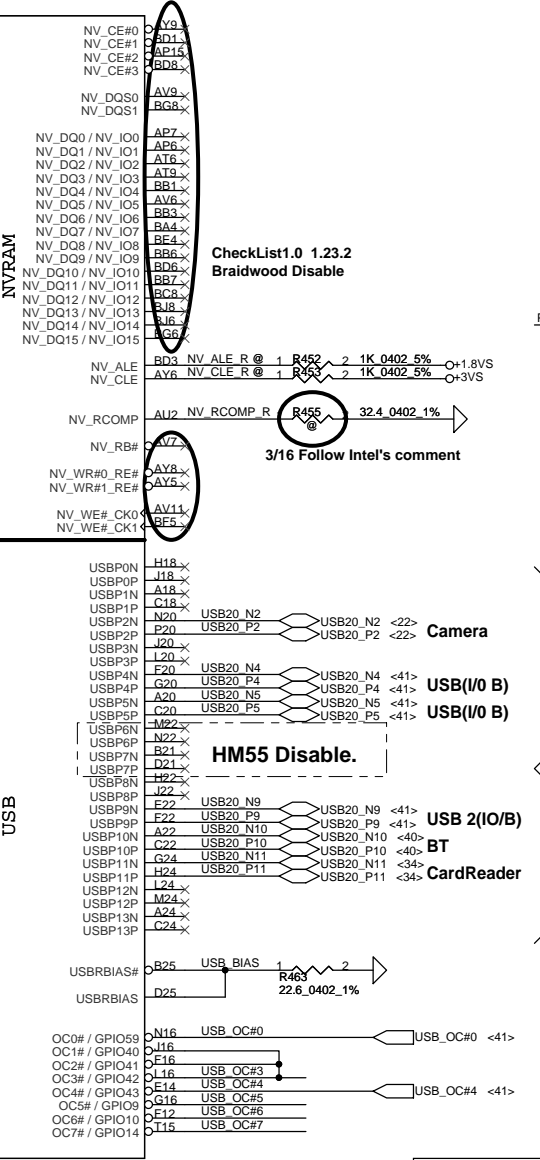 NVRAM
NV_CE#0 AY9
NV_CE#1 BD1
NV_CE#2 AP15
NV_CE#3 BD8
NV_DQS0 AV9
NV_DQS1 BG8
NV_DQ0 / NV_IO0 AP7
NV_DQ1 / NV_IO1 AP6
NV_DQ2 / NV_IO2 AT6
NV_DQ3 / NV_IO3 AT9
NV_DQ4 / NV_IO4 BB1
NV_DQ5 / NV_IO5 AV6
NV_DQ6 / NV_IO6 BB3
NV_DQ7 / NV_IO7 BA4
NV_DQ8 / NV_IO8 BE4
NV_DQ9 / NV_IO9 BB6
NV_DQ10 / NV_IO10 BD6
NV_DQ11 / NV_IO11 BB7
NV_DQ12 / NV_IO12 BC8
NV_DQ13 / NV_IO13 BJ8
NV_DQ14 / NV_IO14 BJ6
NV_DQ15 / NV_IO15 BG6
CheckList1.0 1.23.2
Braidwood Disable
NV_ALE BD3 NV_ALE_R @ 1 R452 2 1K_0402_5% +1.8VS
NV_CLE AY6 NV_CLE_R @ 1 R453 2 1K_0402_5% +3VS
NV_RCOMP AU2 NV_RCOMP_R R455 @ 32.4_0402_1%
3/16 Follow Intel's comment
NV_RB# AV7
NV_WR#0_RE# AY8
NV_WR#1_RE# AY5
NV_WE#_CK0 AV11
NV_WE#_CK1 BF5
USB
USBP0N H18
USBP0P J18
USBP1N A18
USBP1P C18
USBP2N N20 USB20_N2 USB20_N2 <22>
USBP2P P20 USB20_P2 USB20_P2 <22>
Camera
USBP3N J20
USBP3P L20
USBP4N F20 USB20_N4 USB20_N4 <41>
USBP4P G20 USB20_P4 USB20_P4 <41>
USB(I/0 B)
USBP5N A20 USB20_N5 USB20_N5 <41>
USBP5P C20 USB20_P5 USB20_P5 <41>
USB(I/0 B)
USBP6N M22
USBP6P N22
USBP7N B21
USBP7P D21
HM55 Disable.
USBP8N H22
USBP8P J22
USBP9N E22 USB20_N9 USB20_N9 <41>
USBP9P F22 USB20_P9 USB20_P9 <41>
USB 2(IO/B)
USBP10N A22 USB20_N10 USB20_N10 <40>
USBP10P C22 USB20_P10 USB20_P10 <40>
BT
USBP11N G24 USB20_N11 USB20_N11 <34>
USBP11P H24 USB20_P11 USB20_P11 <34>
CardReader
USBP12N L24
USBP12P M24
USBP13N A24
USBP13P C24
USBRBIAS# B25 USB_BIAS 1 R463 2
22.6_0402_1%
USBRBIAS D25
OC0# / GPIO59 N16 USB_OC#0 USB_OC#0 <41>
OC1# / GPIO40 J16
OC2# / GPIO41 F16
OC3# / GPIO42 L16 USB_OC#3
OC4# / GPIO43 E14 USB_OC#4 USB_OC#4 <41>
OC5# / GPIO9 G16 USB_OC#5
OC6# / GPIO10 F12 USB_OC#6
OC7# / GPIO14 T15 USB_OC#7